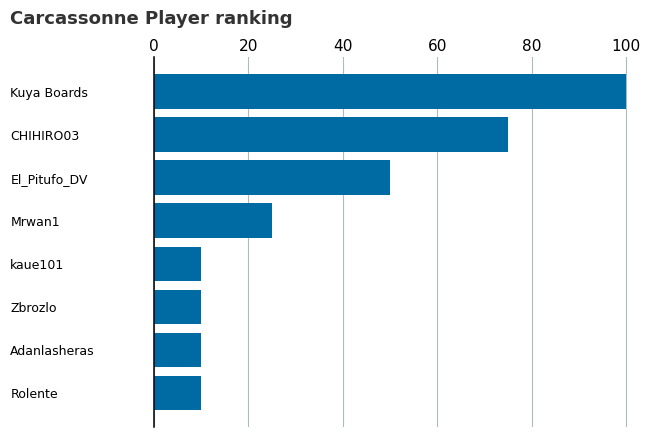 Carcassonne Player ranking
0 20 40 60 80 100
Kuya Boards
CHIHIRO03
El_Pitufo_DV
Mrwan1
kaue101
Zbrozlo
Adanlasheras
Rolente